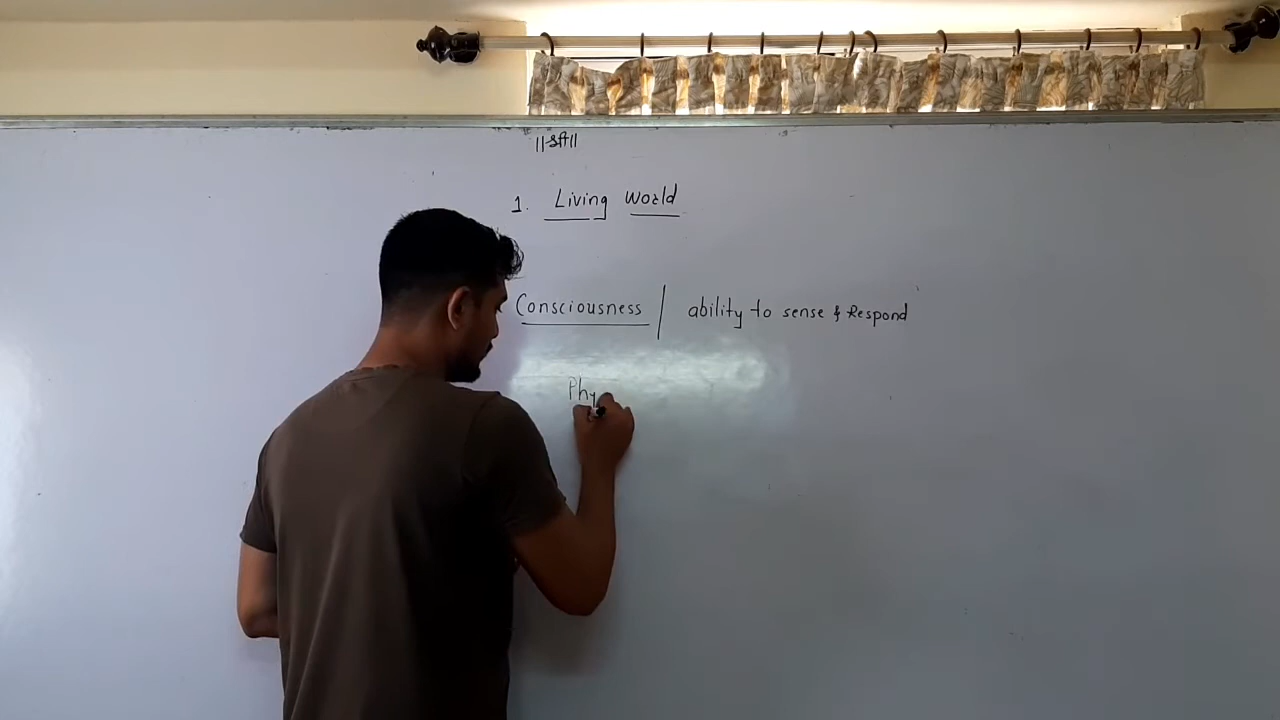 ||श्री||
1. Living World
Consciousness | ability to sense & Respond
Phy